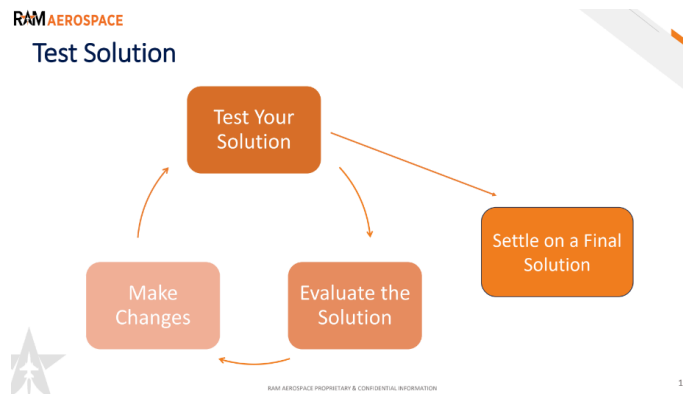 RAM AEROSPACE
Test Solution
Test Your
Solution
Settle on a Final
Solution
Make
Changes
Evaluate the
Solution
RAM AEROSPACE PROPRIETARY & CONFIDENTIAL INFORMATION
1